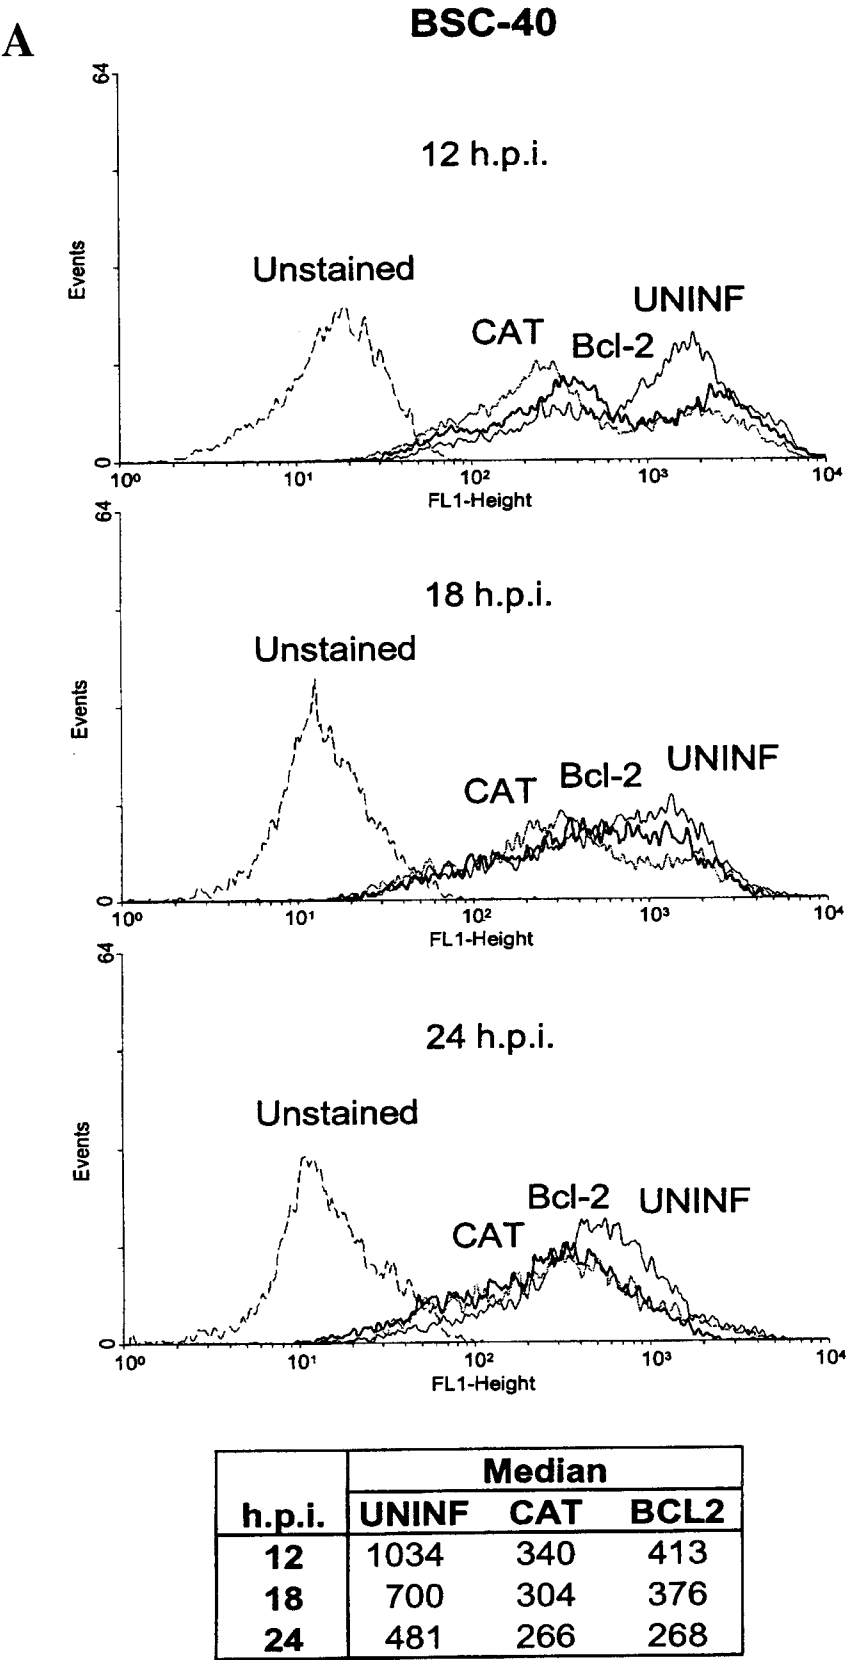 BSC-40
A
64
12 h.p.i.
Unstained
UNINF
CAT
Bcl-2
Events
0
10⁰ 10¹ 10² 10³ 10⁴
FL1-Height
64
18 h.p.i.
Unstained
UNINF
Bcl-2
CAT
Events
0
10⁰ 10¹ 10² 10³ 10⁴
FL1-Height
64
24 h.p.i.
Unstained
Bcl-2
UNINF
CAT
Events
0
10⁰ 10¹ 10² 10³ 10⁴
FL1-Height
Median
h.p.i. UNINF CAT BCL2
12 1034 340 413
18 700 304 376
24 481 266 268